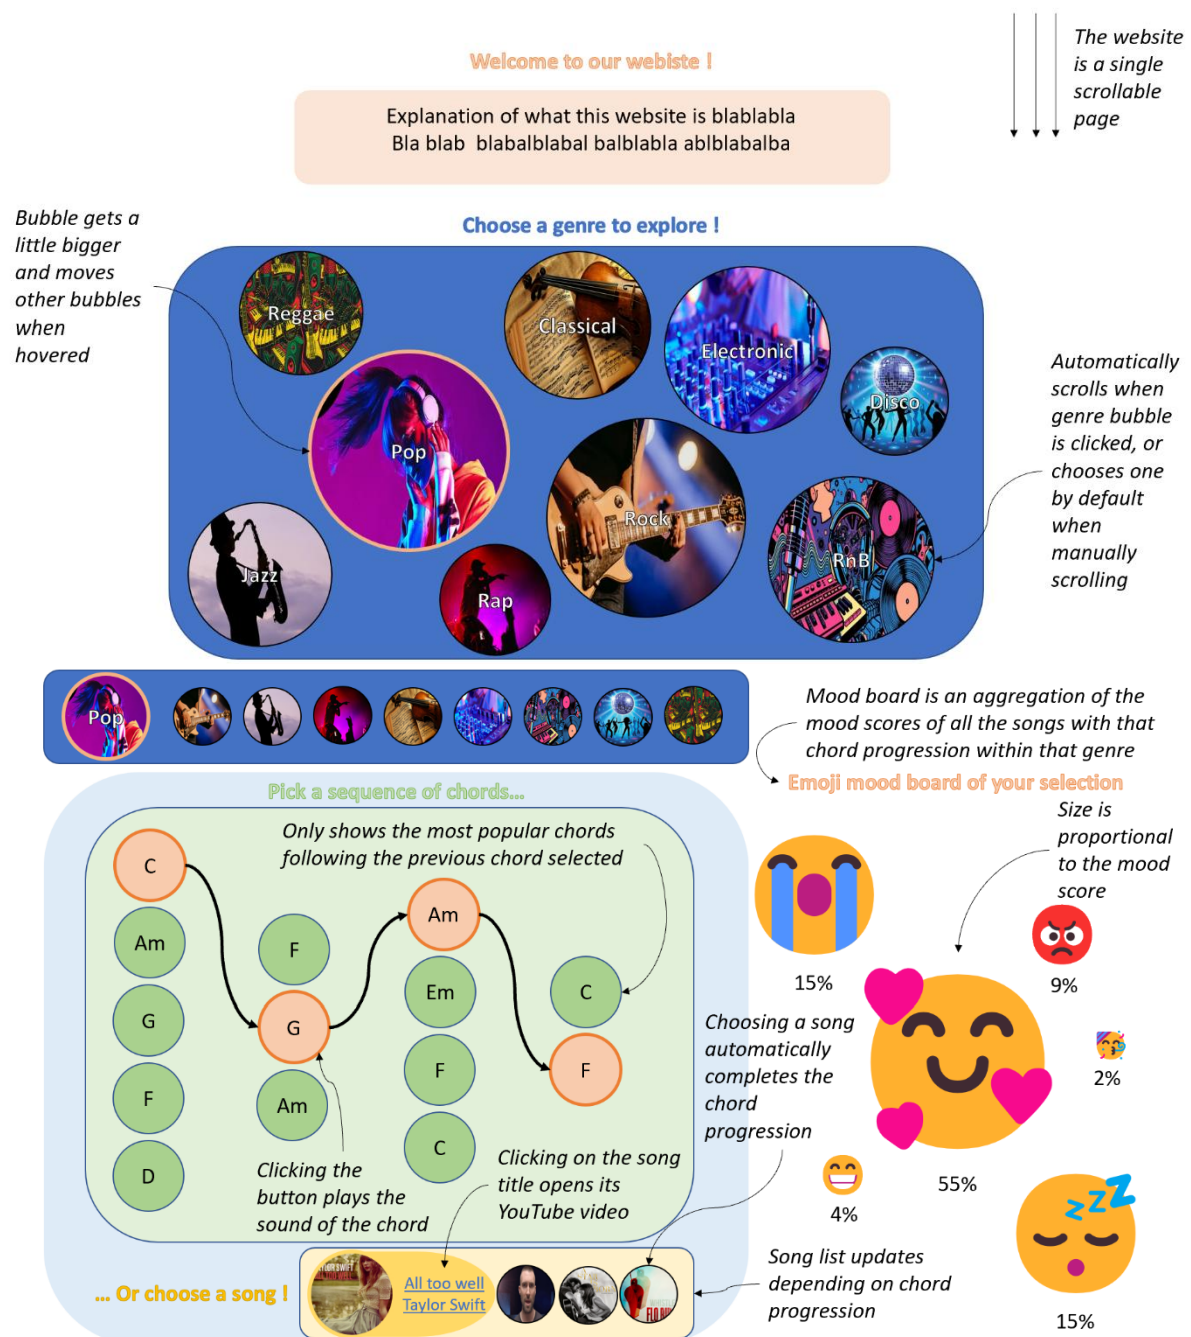 The website
is a single
scrollable
page
Welcome to our webiste !
Explanation of what this website is blablabla
Bla blab  blabalblabal balblabla ablblabalba
Bubble gets a
little bigger
and moves
other bubbles
when
hovered
Choose a genre to explore !
Reggae
Classical
Electronic
Disco
Pop
Rock
Jazz
Rap
RnB
Automatically
scrolls when
genre bubble
is clicked, or
chooses one
by default
when
manually
scrolling
Pop
Mood board is an aggregation of the
mood scores of all the songs with that
chord progression within that genre
Pick a sequence of chords...
Emoji mood board of your selection
Only shows the most popular chords
following the previous chord selected
Size is
proportional
to the mood
score
C
Am
G
F
D
F
G
Am
Am
Em
F
C
C
F
15%
9%
2%
55%
4%
15%
Choosing a song
automatically
completes the
chord
progression
Clicking the
button plays the
sound of the chord
Clicking on the song
title opens its
YouTube video
... Or choose a song !
TAYLOR SWIFT
All too well
Taylor Swift
FLO RIDA
Song list updates
depending on chord
progression